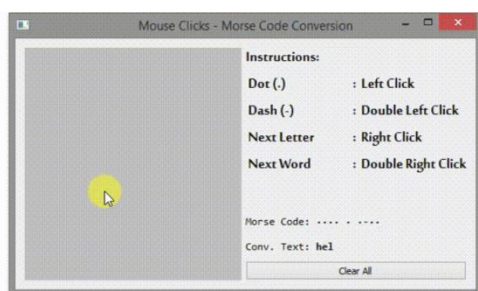 Mouse Clicks - Morse Code Conversion
Instructions:
Dot (.) : Left Click
Dash (-) : Double Left Click
Next Letter : Right Click
Next Word : Double Right Click
Morse Code: .... . .-..
Conv. Text: hel
Clear All